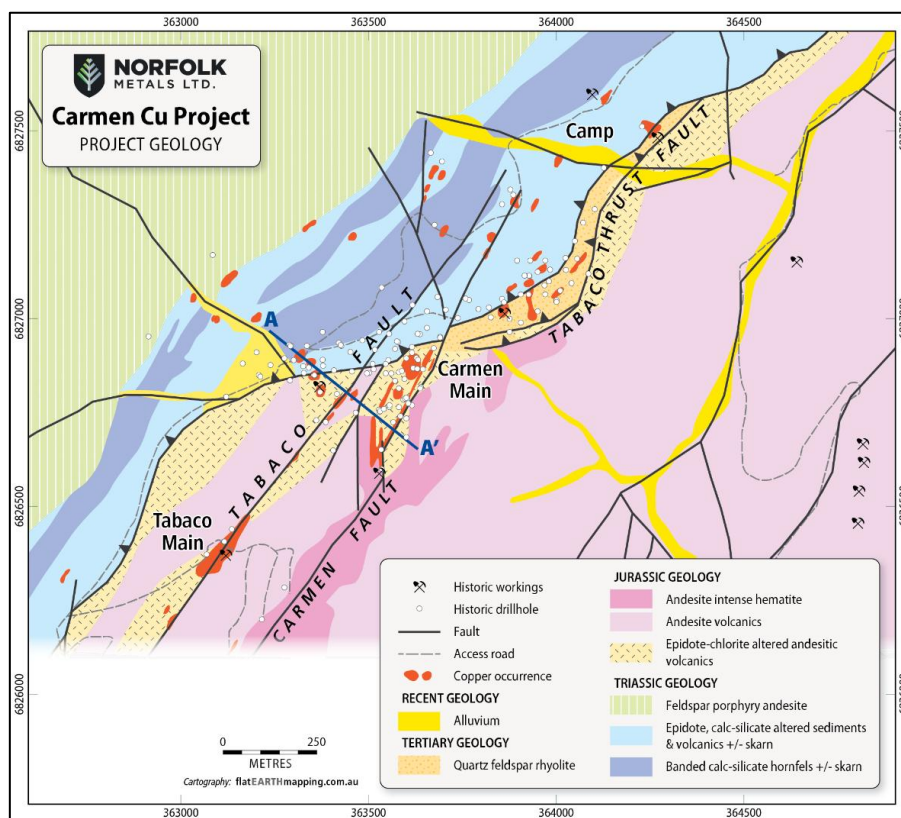 363000
363500
364000
364500
NORFOLK
METALS LTD.
Carmen Cu Project
PROJECT GEOLOGY
6827500
Camp
TABACO THRUST FAULT
6827000
A
TABACO FAULT
Carmen
Main
A'
6826500
Tabaco
Main
CARMEN FAULT
6826000
Historic workings
Historic drillhole
Fault
Access road
Copper occurrence
RECENT GEOLOGY
Alluvium
TERTIARY GEOLOGY
Quartz feldspar rhyolite
JURASSIC GEOLOGY
Andesite intense hematite
Andesite volcanics
Epidote-chlorite altered andesitic
volcanics
TRIASSIC GEOLOGY
Feldspar porphyry andesite
Epidote, calc-silicate altered sediments
& volcanics +/- skarn
Banded calc-silicate hornfels +/- skarn
0 250
METRES
Cartography: flatEARTHmapping.com.au
363000
363500
364000
364500